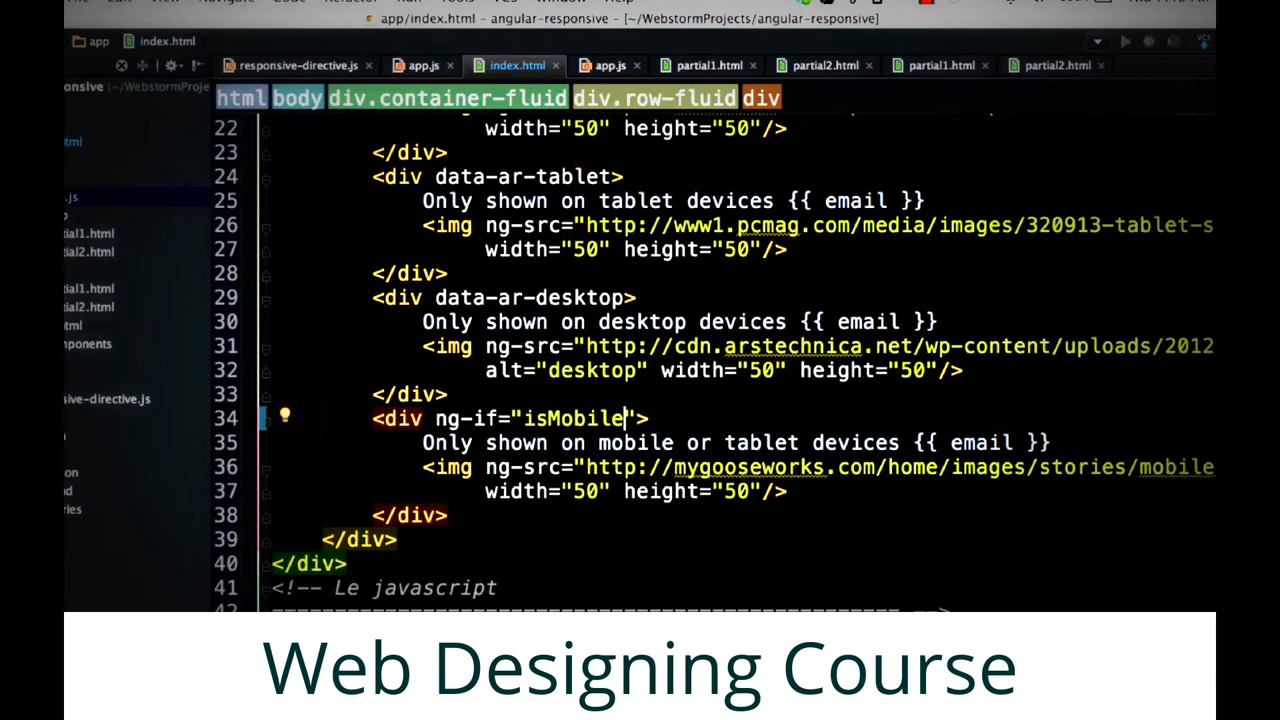 app/index.html - angular-responsive - [~/WebstormProjects/angular-responsive]
app index.html
responsive-directive.js app.js index.html app.js partial1.html partial2.html partial1.html partial2.html
html body div.container-fluid div.row-fluid div
22 width="50" height="50"/>
23 </div>
24 <div data-ar-tablet>
25 Only shown on tablet devices {{ email }}
26 <img ng-src="http://www1.pcmag.com/media/images/320913-tablet-s
27 width="50" height="50"/>
28 </div>
29 <div data-ar-desktop>
30 Only shown on desktop devices {{ email }}
31 <img ng-src="http://cdn.arstechnica.net/wp-content/uploads/2012
32 alt="desktop" width="50" height="50"/>
33 </div>
34 <div ng-if="isMobile">
35 Only shown on mobile or tablet devices {{ email }}
36 <img ng-src="http://mygooseworks.com/home/images/stories/mobile
37 width="50" height="50"/>
38 </div>
39 </div>
40 </div>
41 <!-- Le javascript
Web Designing Course